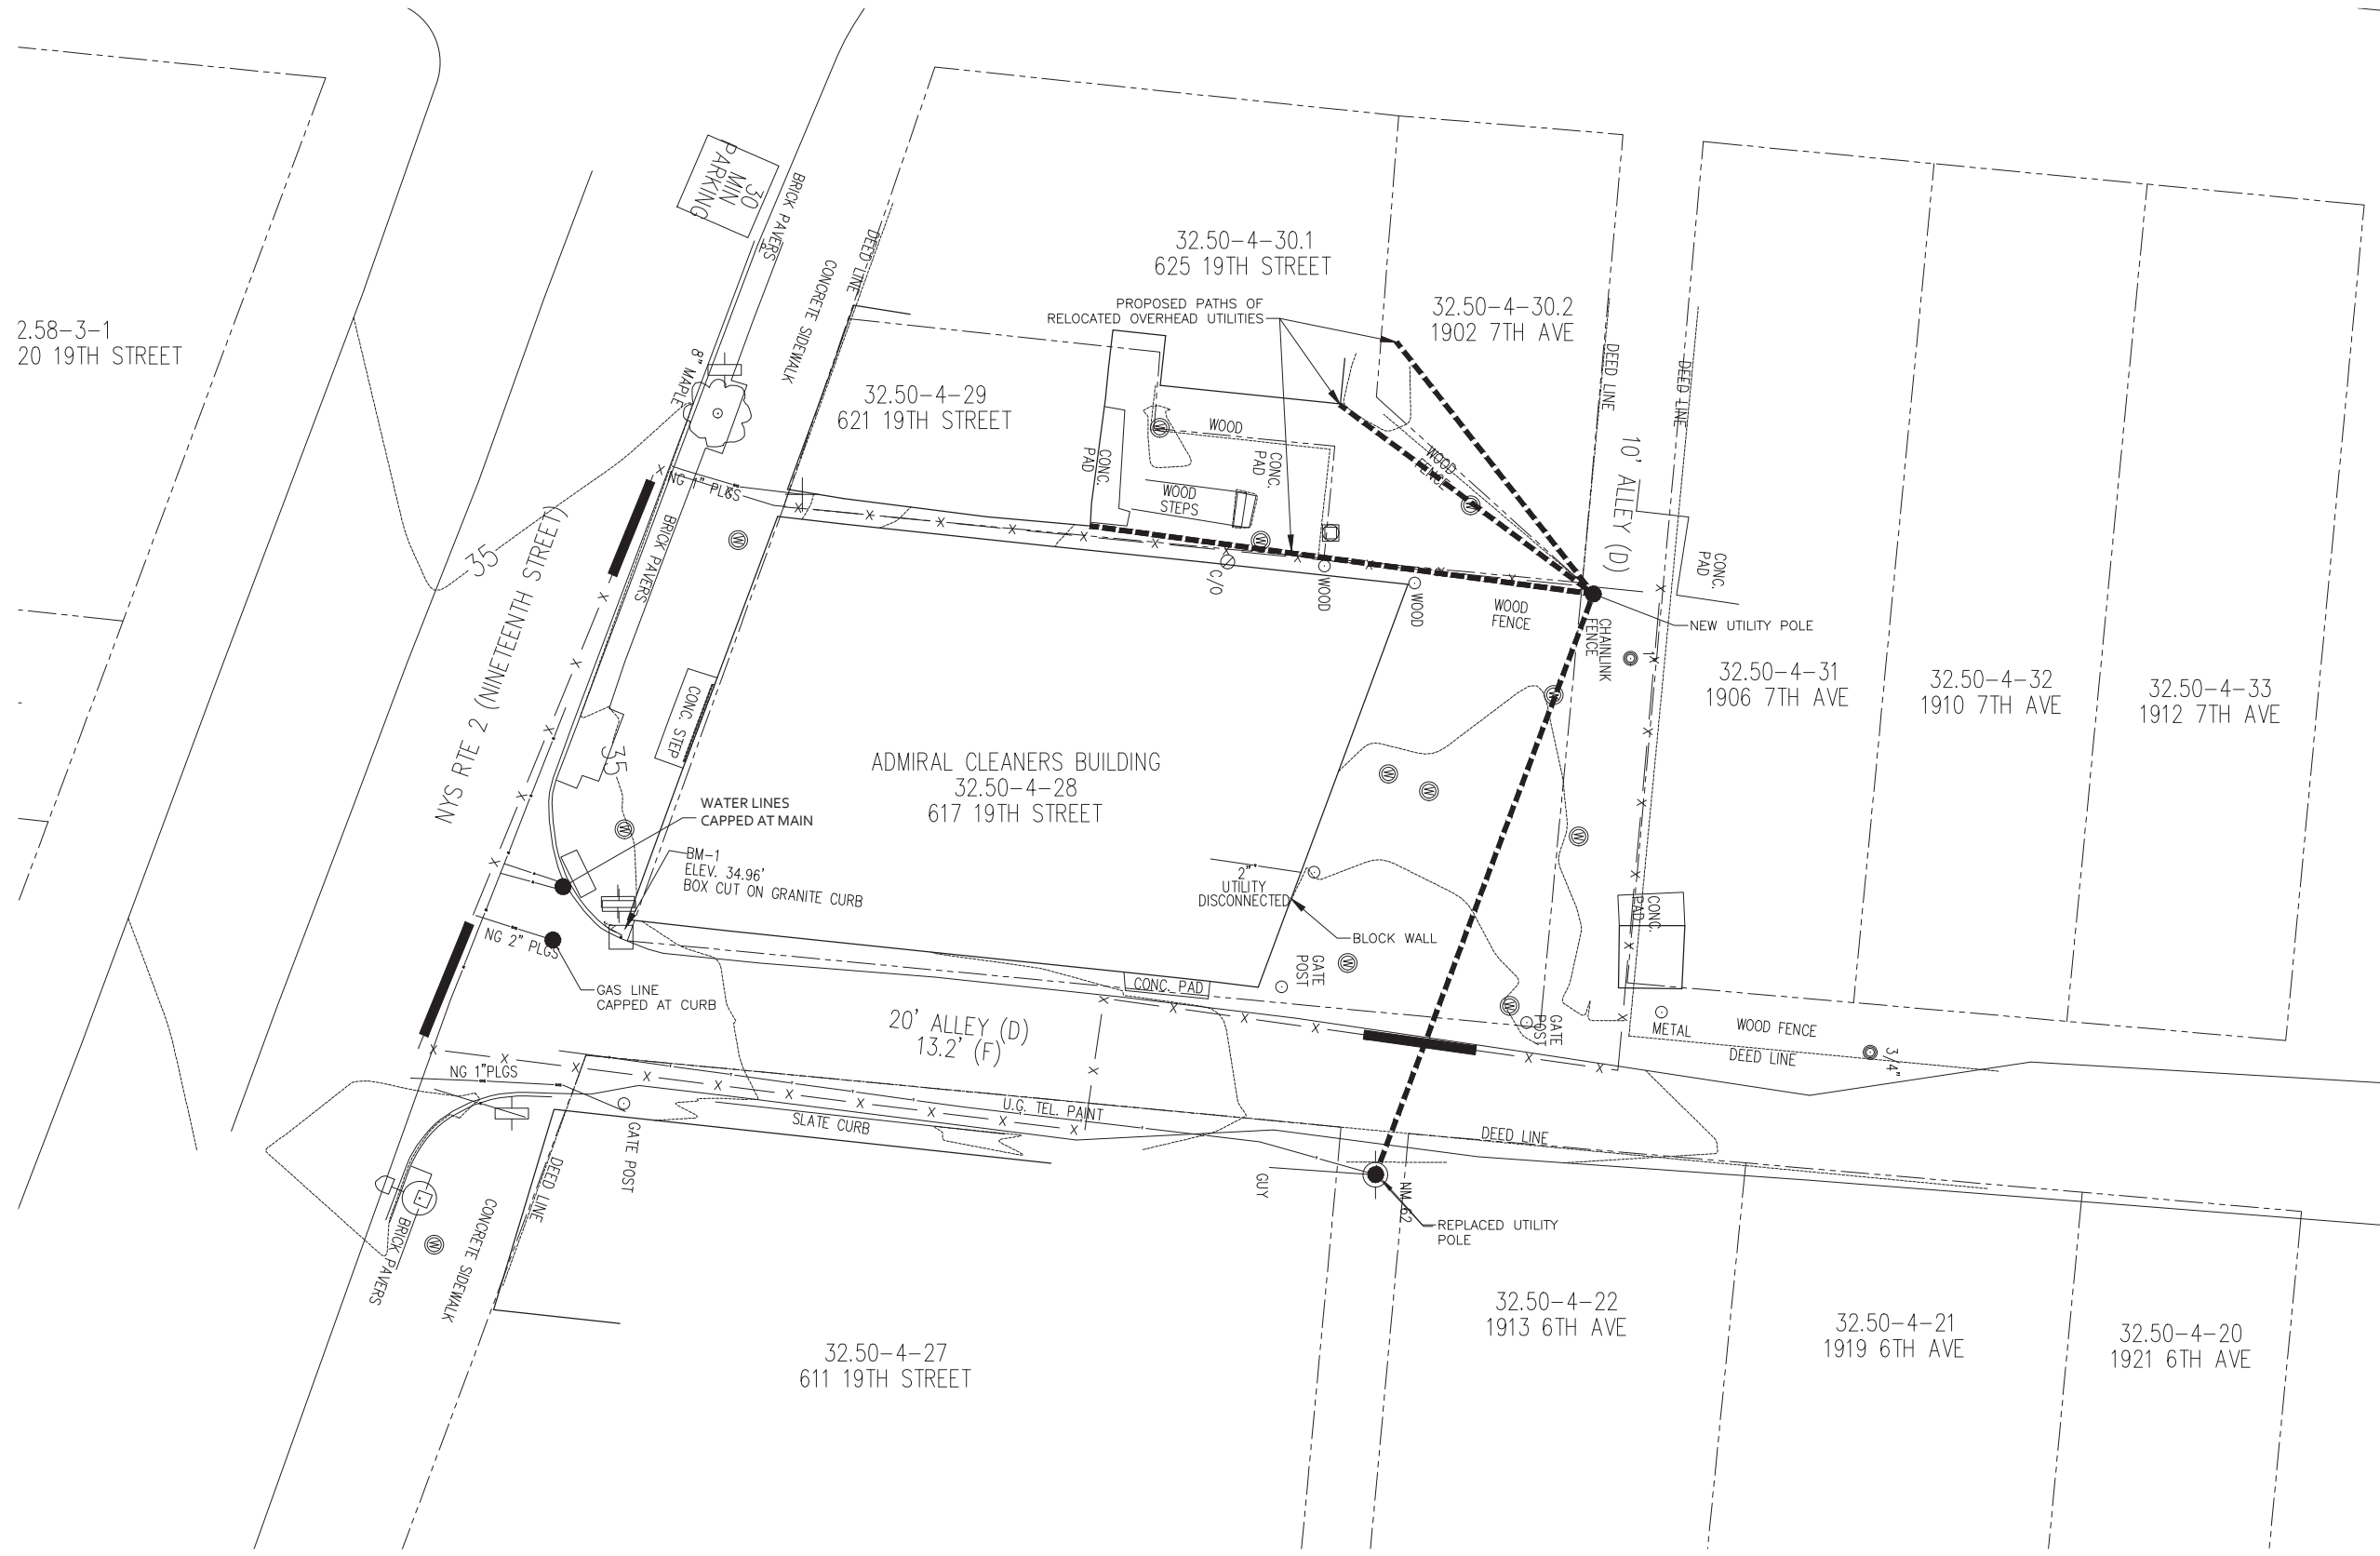 30
MIN
PARKING
BRICK PAVERS
P.S.
CONCRETE SIDEWALK
DEED LINE
32.50-4-30.1
625 19TH STREET
PROPOSED PATHS OF
RELOCATED OVERHEAD UTILITIES
32.50-4-30.2
1902 7TH AVE
2.58-3-1
20 19TH STREET
8" MAPLE
32.50-4-29
621 19TH STREET
DEED LINE
DEED LINE
10' ALLEY (D)
WOOD
CONC.
PAD
CONC.
PAD
WOOD
STEPS
WOOD
FENCE
NG 1" PLGS
BRICK PAVERS
35
NYS RTE 2 (NINETEENTH STREET)
C/O
WOOD
WOOD
WOOD
FENCE
CHAINLINK
FENCE
CONC.
PAD
NEW UTILITY POLE
1"
32.50-4-31
1906 7TH AVE
32.50-4-32
1910 7TH AVE
32.50-4-33
1912 7TH AVE
CONC. STEP
35
ADMIRAL CLEANERS BUILDING
32.50-4-28
617 19TH STREET
WATER LINES
CAPPED AT MAIN
BM-1
ELEV. 34.96'
BOX CUT ON GRANITE CURB
2"
UTILITY
DISCONNECTED
BLOCK WALL
GATE
POST
CONC.
PAD
NG 2" PLGS
GAS LINE
CAPPED AT CURB
CONC. PAD
20' ALLEY (D)
13.2' (F)
GATE
POST
METAL
WOOD FENCE
DEED LINE
3/4"
NG 1"PLGS
U.G. TEL. PAINT
SLATE CURB
GATE POST
DEED LINE
DEED LINE
GUY
NM 62
REPLACED UTILITY
POLE
BRICK PAVERS
CONCRETE SIDEWALK
32.50-4-27
611 19TH STREET
32.50-4-22
1913 6TH AVE
32.50-4-21
1919 6TH AVE
32.50-4-20
1921 6TH AVE